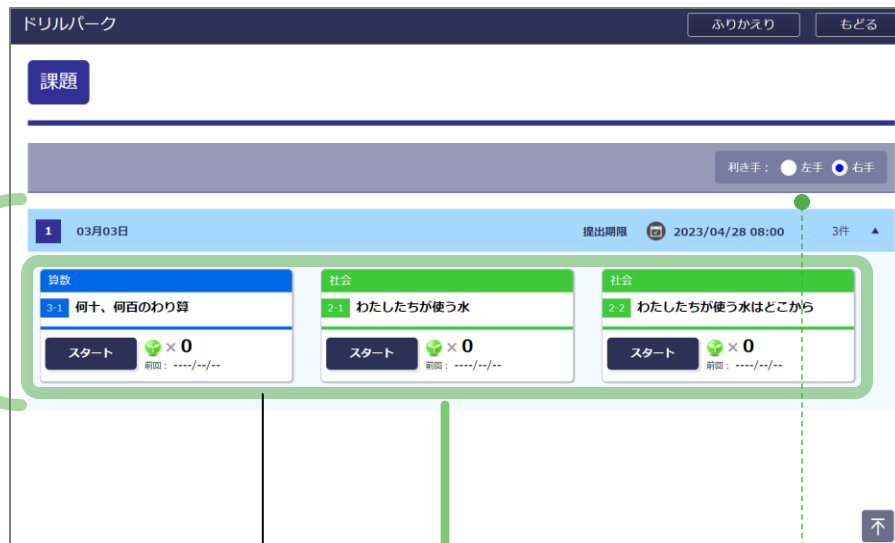 ドリルパーク ふりかえり もどる
課題
利き手： 左手 右手
1 03月03日 提出期限 2023/04/28 08:00 3件 ▲
算数 社会 社会
3-1 何十、何百のわり算 2-1 わたしたちが使う水 2-2 わたしたちが使う水はどこから
スタート × 0 スタート × 0 スタート × 0
前回： ----/--/-- 前回： ----/--/-- 前回： ----/--/--